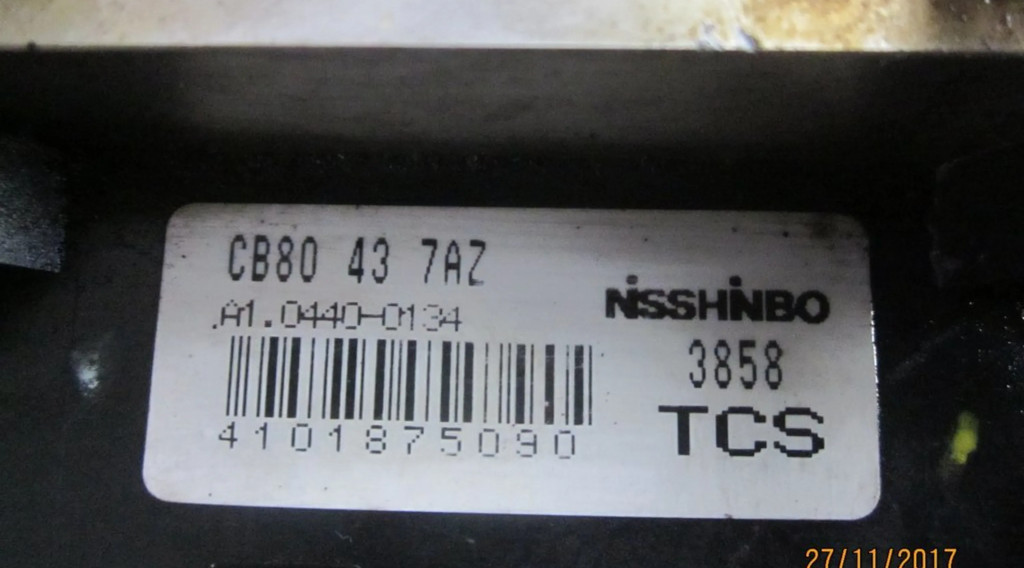 CB80 43 7AZ
A1.0440-0134
4101875090
NiSSHiNBO
3858
TCS
27/11/2017